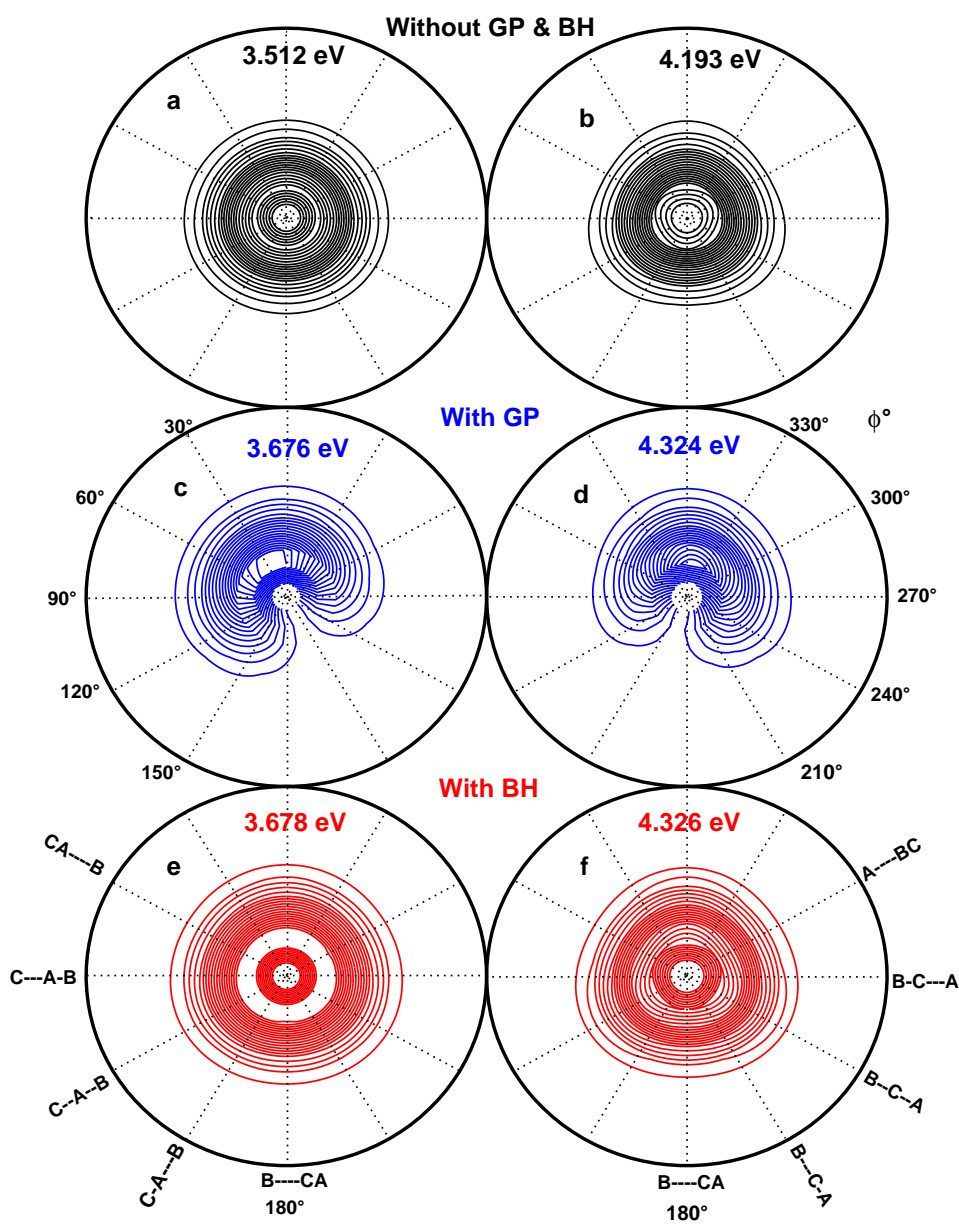 Without GP & BH
3.512 eV
4.193 eV
a
b
With GP
30°
330°
ϕ°
3.676 eV
4.324 eV
c
d
60°
300°
90°
270°
120°
240°
150°
210°
With BH
3.678 eV
4.326 eV
e
f
CA----B
A----BC
C---A-B
B-C---A
C--A--B
B--C--A
C-A---B
B---C-A
B----CA
B----CA
180°
180°